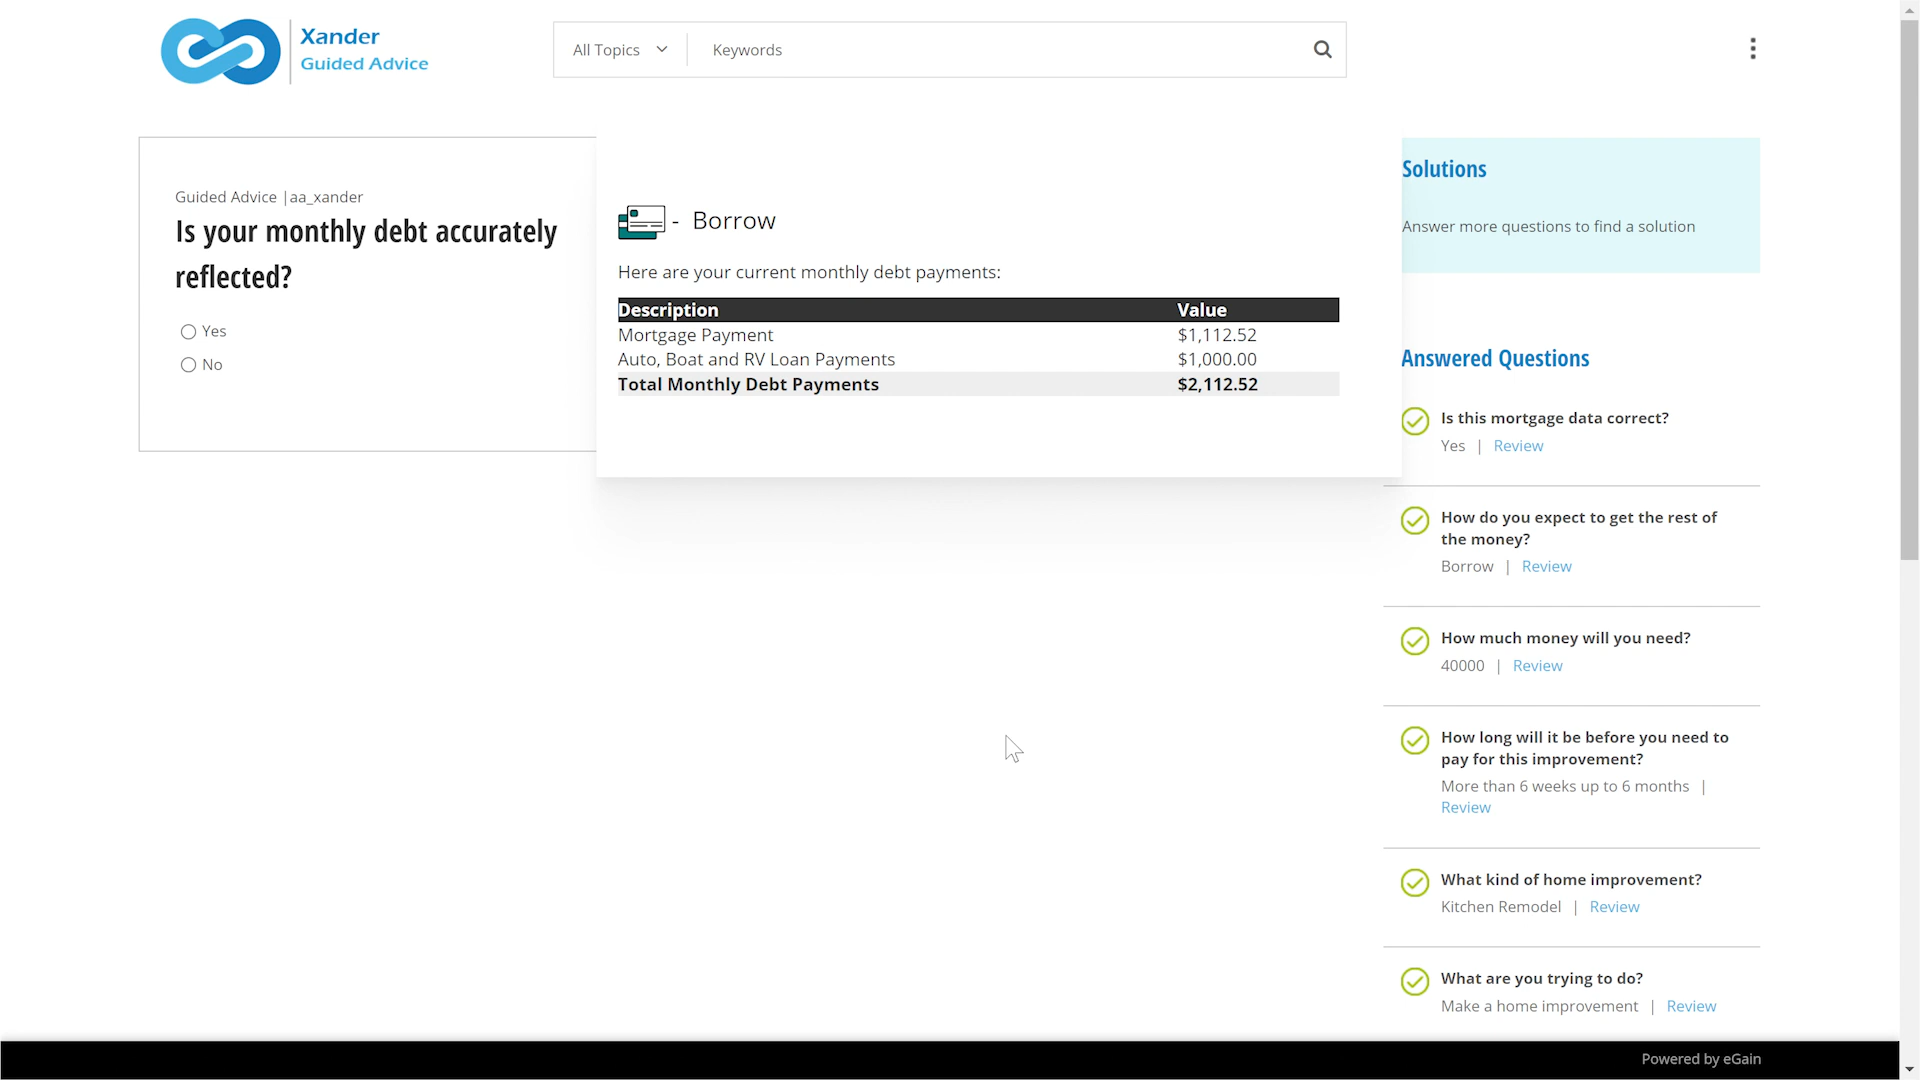 Xander
Guided Advice
All Topics
Keywords
Guided Advice |aa_xander
Is your monthly debt accurately
reflected?
Yes
No
- Borrow
Here are your current monthly debt payments:
Description Value
Mortgage Payment $1,112.52
Auto, Boat and RV Loan Payments $1,000.00
Total Monthly Debt Payments $2,112.52
Solutions
Answer more questions to find a solution
Answered Questions
Is this mortgage data correct?
Yes | Review
How do you expect to get the rest of
the money?
Borrow | Review
How much money will you need?
40000 | Review
How long will it be before you need to
pay for this improvement?
More than 6 weeks up to 6 months |
Review
What kind of home improvement?
Kitchen Remodel | Review
What are you trying to do?
Make a home improvement | Review
Powered by eGain